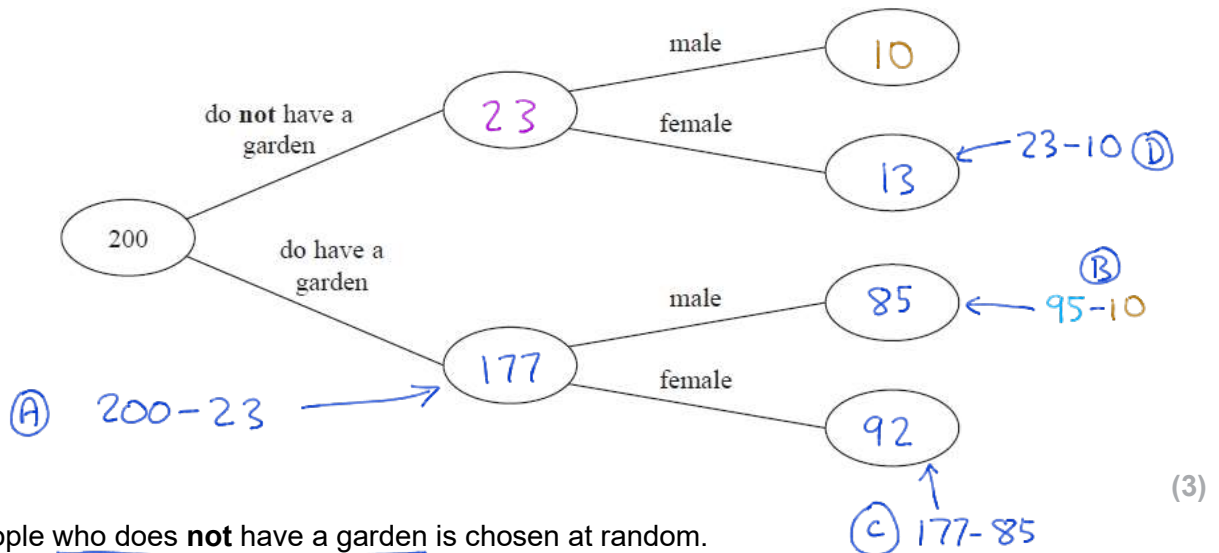 male
10
do not have a
garden
23
female
23-10 D
13
200
do have a
garden
B
male
85
95-10
177
A 200-23
female
92
(3)
ople who does not have a garden is chosen at random.
C 177-85